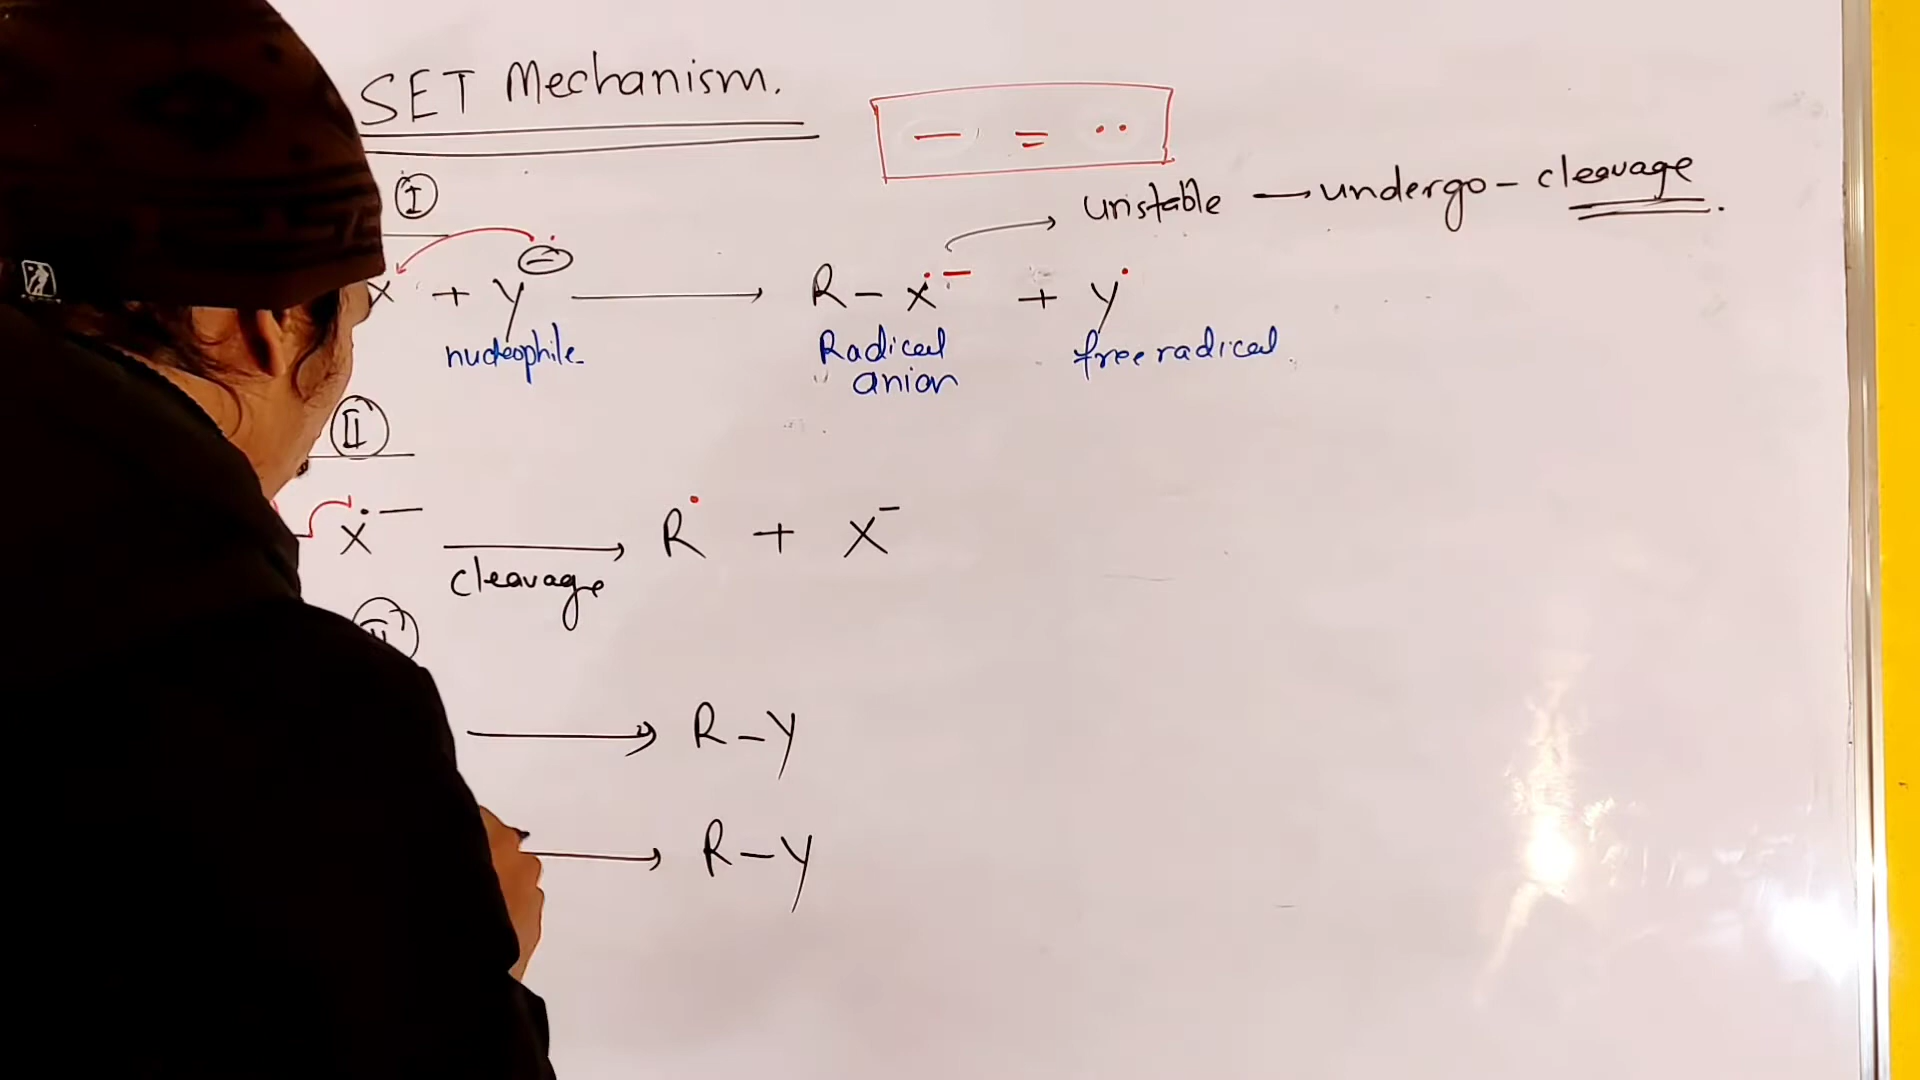 SET Mechanism.
— = ••
I
unstable → undergo - cleavage.
X + Y⊖ → R - Ẋ⁻ + Ẏ
nucleophile Radical anion free radical
II
Ẋ⁻ → Ṙ + X⁻
cleavage
→ R - Y
→ R - Y